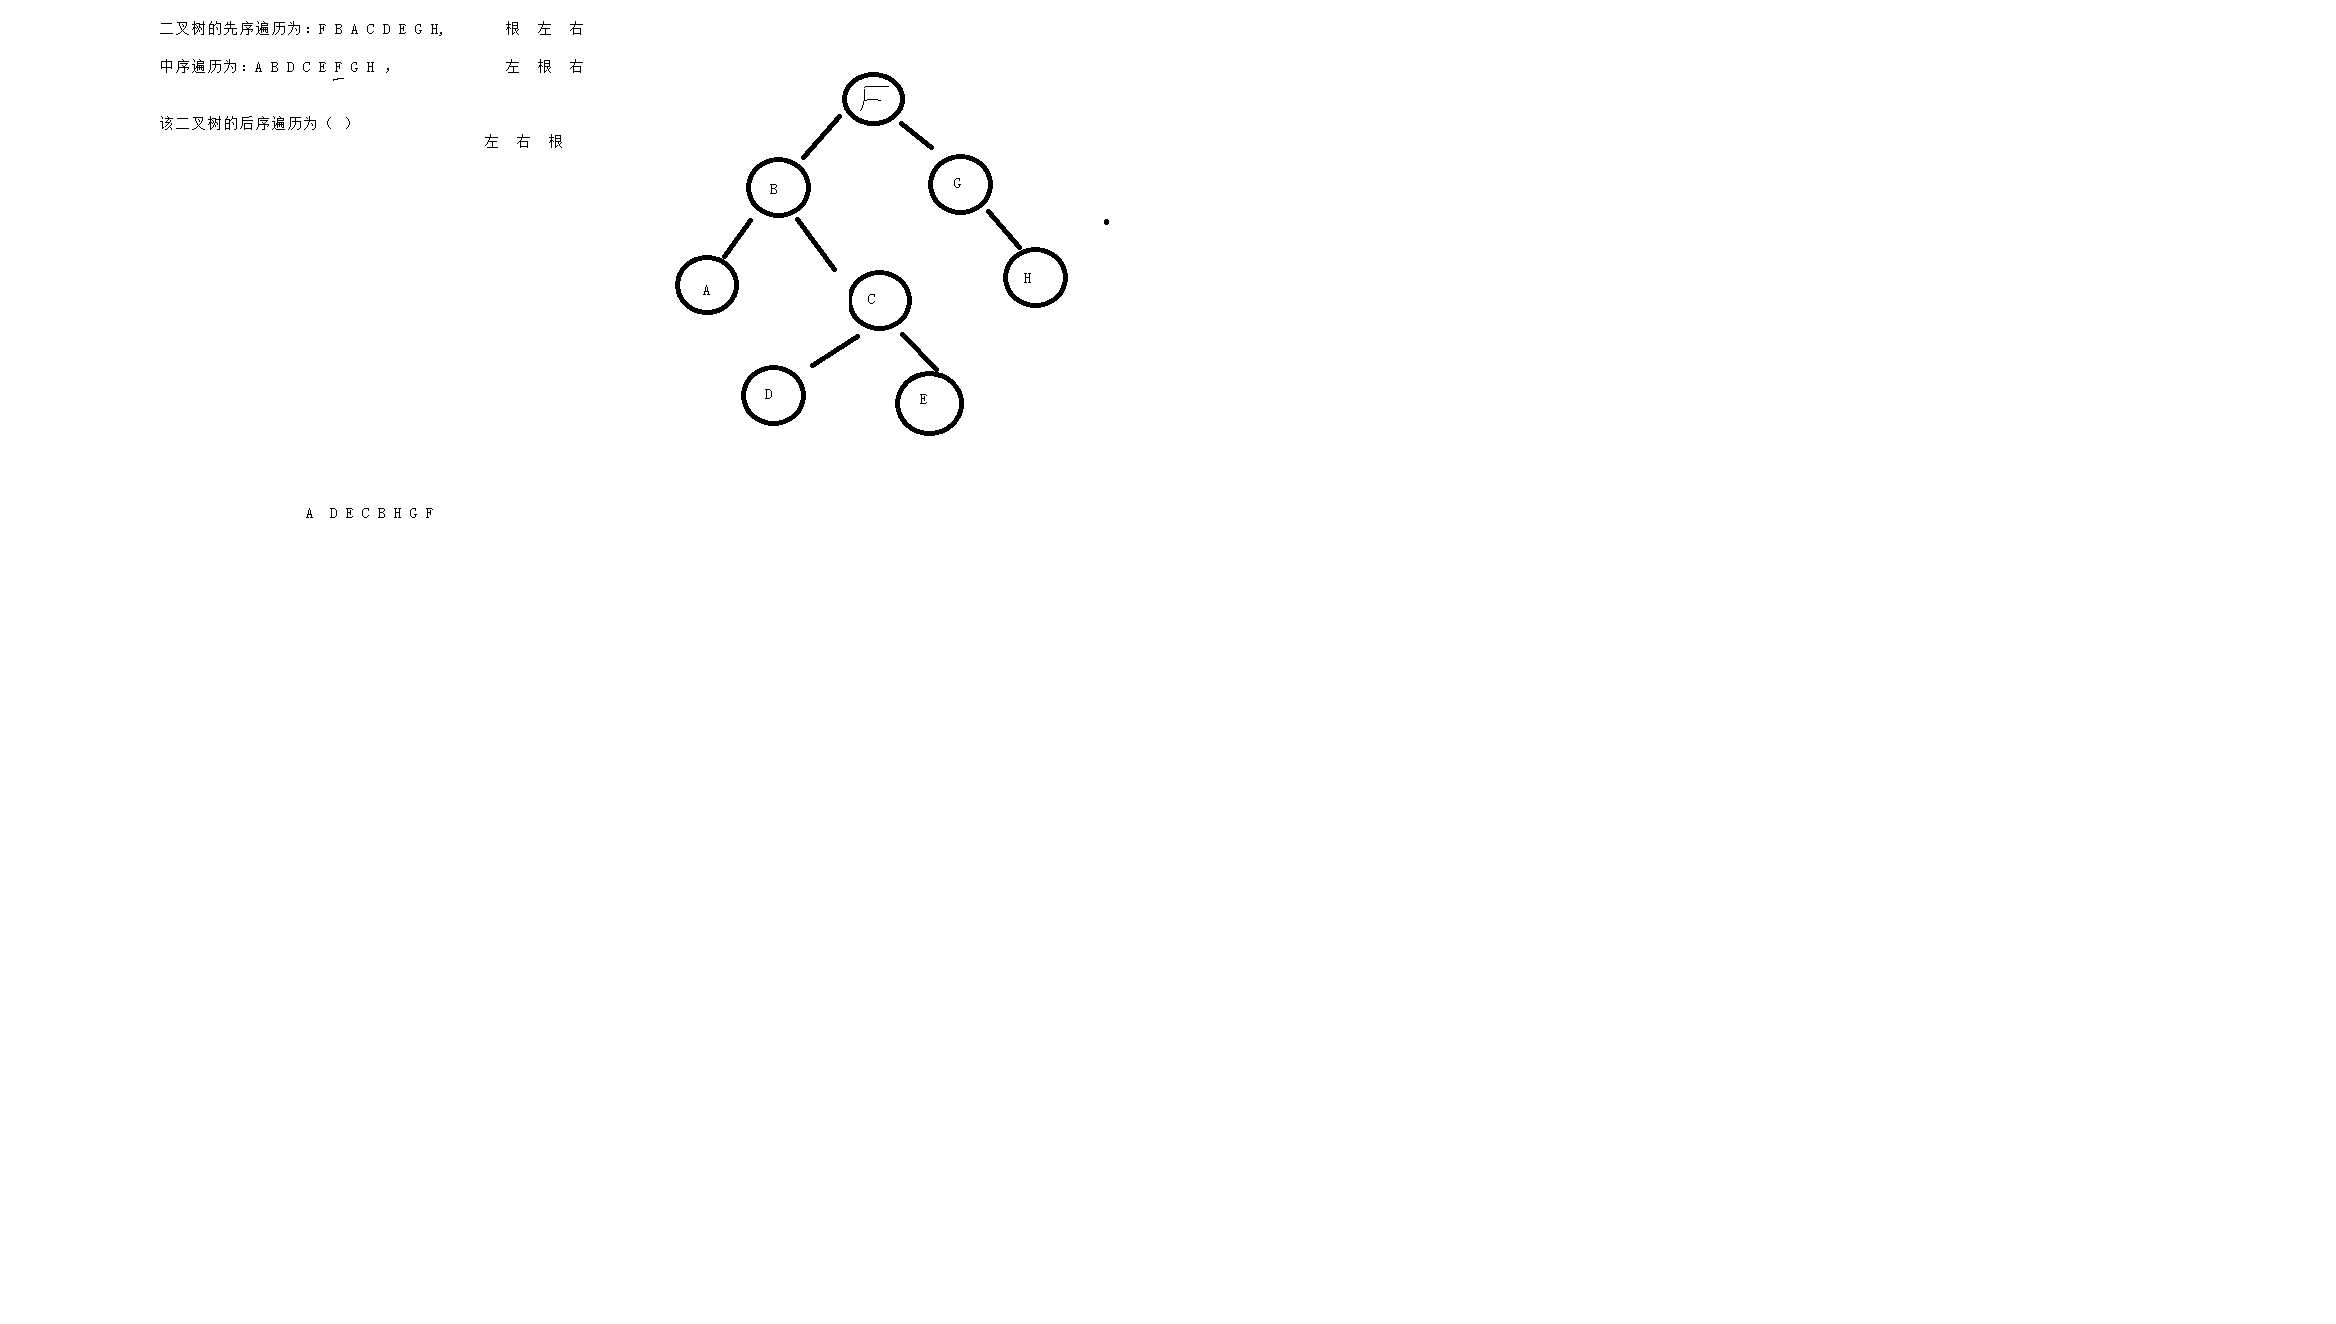 二叉树的先序遍历为：F B A C D E G H,
根 左 右
中序遍历为：A B D C E F G H ，
左 根 右
该二叉树的后序遍历为（ ）
左 右 根
F
B
G
A
C
H
D
E
A D E C B H G F